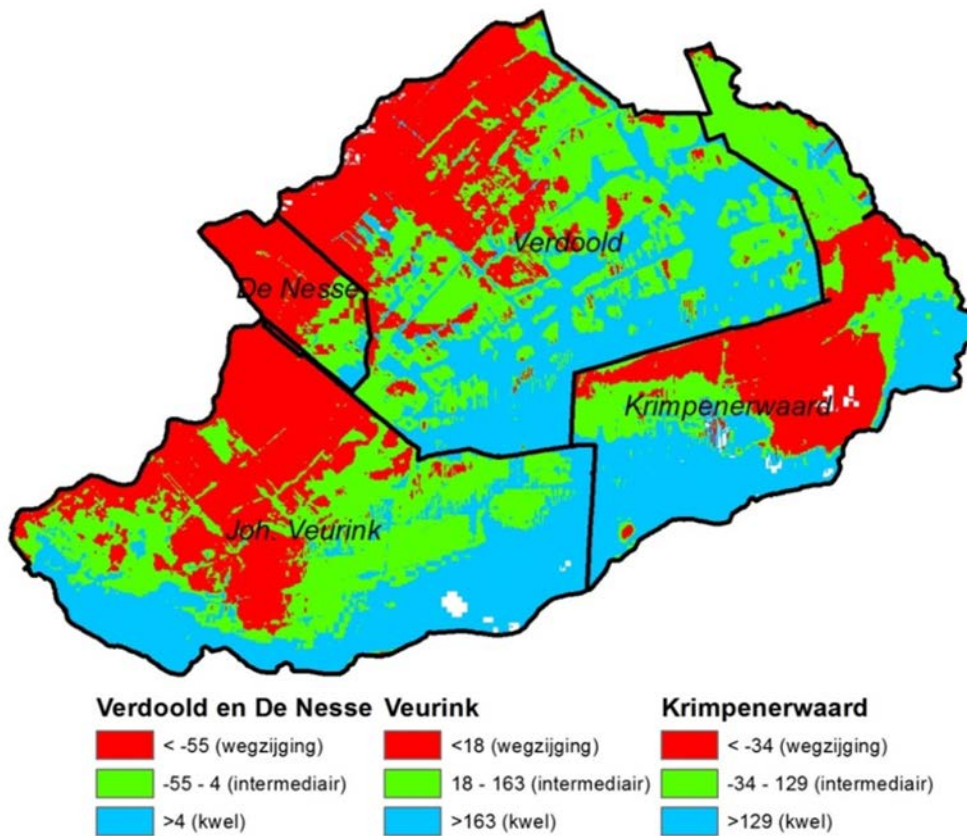 Verdoold
De Nesse
Krimpenerwaard
Joh. Veurink
Verdoold en De Nesse Veurink Krimpenerwaard
< -55 (wegzijging) <18 (wegzijging) < -34 (wegzijging)
-55 - 4 (intermediair) 18 - 163 (intermediair) -34 - 129 (intermediair)
>4 (kwel) >163 (kwel) >129 (kwel)